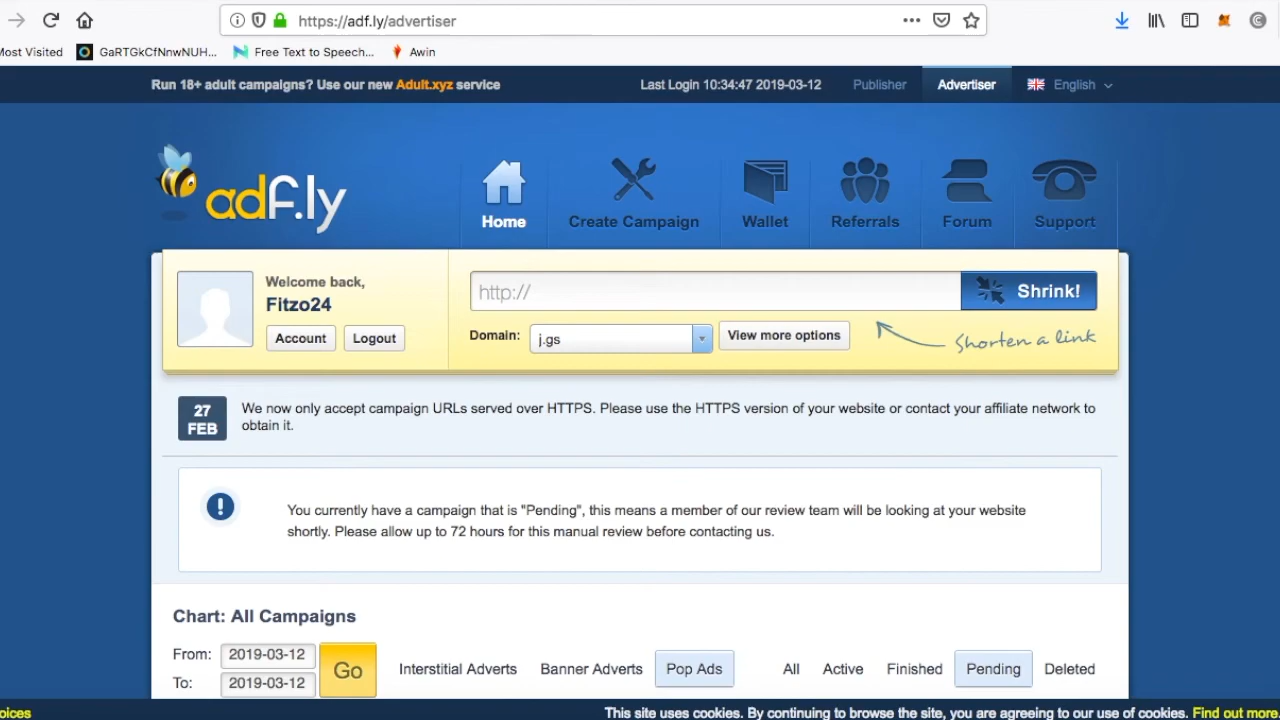 https://adf.ly/advertiser
Most Visited GaRTGkCfNnwNUH... Free Text to Speech... Awin
Run 18+ adult campaigns? Use our new Adult.xyz service Last Login 10:34:47 2019-03-12 Publisher Advertiser English
adf.ly
Home Create Campaign Wallet Referrals Forum Support
Welcome back,
Fitzo24
Account Logout
http:// Shrink!
Domain: j.gs View more options Shorten a link
27 FEB
We now only accept campaign URLs served over HTTPS. Please use the HTTPS version of your website or contact your affiliate network to
obtain it.
You currently have a campaign that is "Pending", this means a member of our review team will be looking at your website
shortly. Please allow up to 72 hours for this manual review before contacting us.
Chart: All Campaigns
From: 2019-03-12
To: 2019-03-12
Go Interstitial Adverts Banner Adverts Pop Ads All Active Finished Pending Deleted
oices This site uses cookies. By continuing to browse the site, you are agreeing to our use of cookies. Find out more